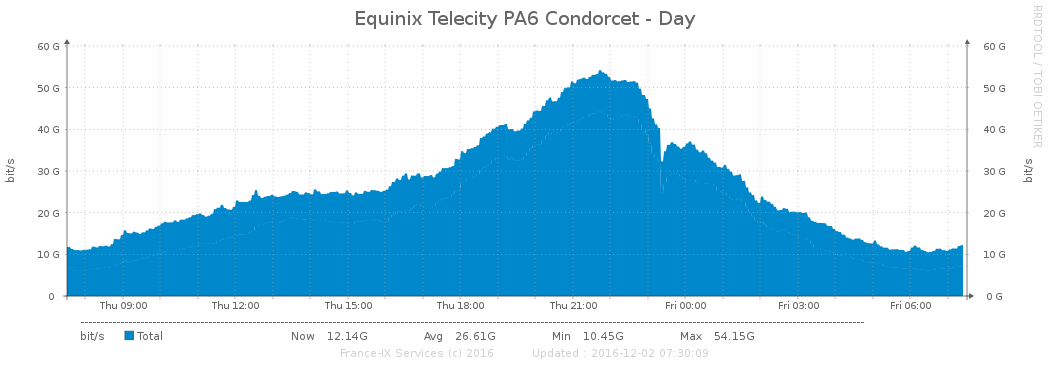 Equinix Telecity PA6 Condorcet - Day
RRDTOOL / TOBI OETIKER
bit/s
bit/s
60 G
60 G
50 G
50 G
40 G
40 G
30 G
30 G
20 G
20 G
10 G
10 G
0
0 G
Thu 09:00 Thu 12:00 Thu 15:00 Thu 18:00 Thu 21:00 Fri 00:00 Fri 03:00 Fri 06:00
bit/s Total Now 12.14G Avg 26.61G Min 10.45G Max 54.15G
France-IX Services (c) 2016 Updated : 2016-12-02 07:30:09